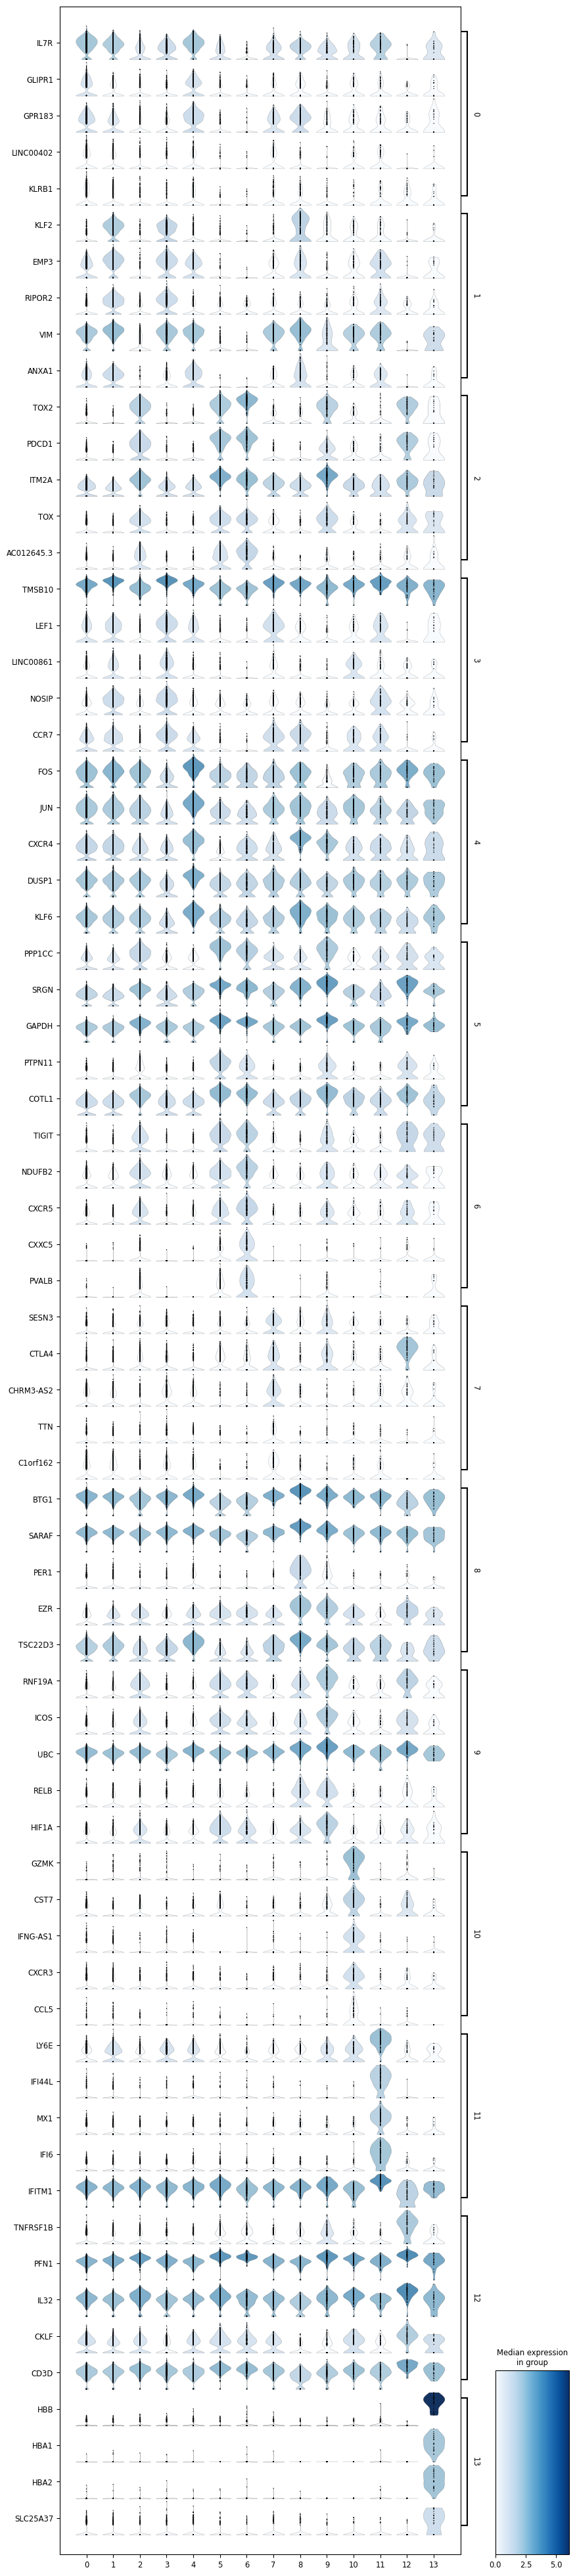 IL7R
GLIPR1
GPR183
LINC00402
KLRB1
0
KLF2
EMP3
RIPOR2
VIM
ANXA1
1
TOX2
PDCD1
ITM2A
TOX
AC012645.3
2
TMSB10
LEF1
LINC00861
NOSIP
CCR7
3
FOS
JUN
CXCR4
DUSP1
KLF6
4
PPP1CC
SRGN
GAPDH
PTPN11
COTL1
5
TIGIT
NDUFB2
CXCR5
CXXC5
PVALB
6
SESN3
CTLA4
CHRM3-AS2
TTN
C1orf162
7
BTG1
SARAF
PER1
EZR
TSC22D3
8
RNF19A
ICOS
UBC
RELB
HIF1A
9
GZMK
CST7
IFNG-AS1
CXCR3
CCL5
10
LY6E
IFI44L
MX1
IFI6
IFITM1
11
TNFRSF1B
PFN1
IL32
CKLF
CD3D
12
HBB
HBA1
HBA2
SLC25A37
13
0 1 2 3 4 5 6 7 8 9 10 11 12 13
Median expression
in group
0.0 2.5 5.0